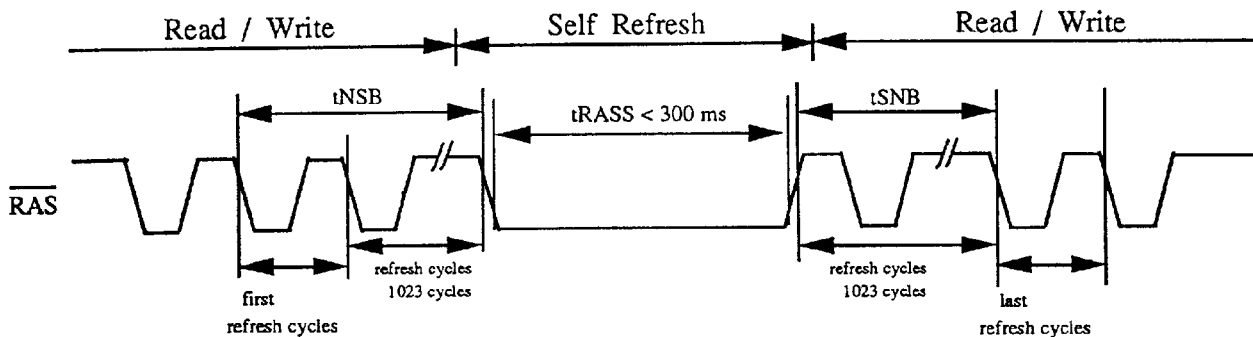 Read / Write
Self Refresh
Read / Write
tNSB
tRASS < 300 ms
tSNB
RAS
refresh cycles
1023 cycles
first
refresh cycles
refresh cycles
1023 cycles
last
refresh cycles